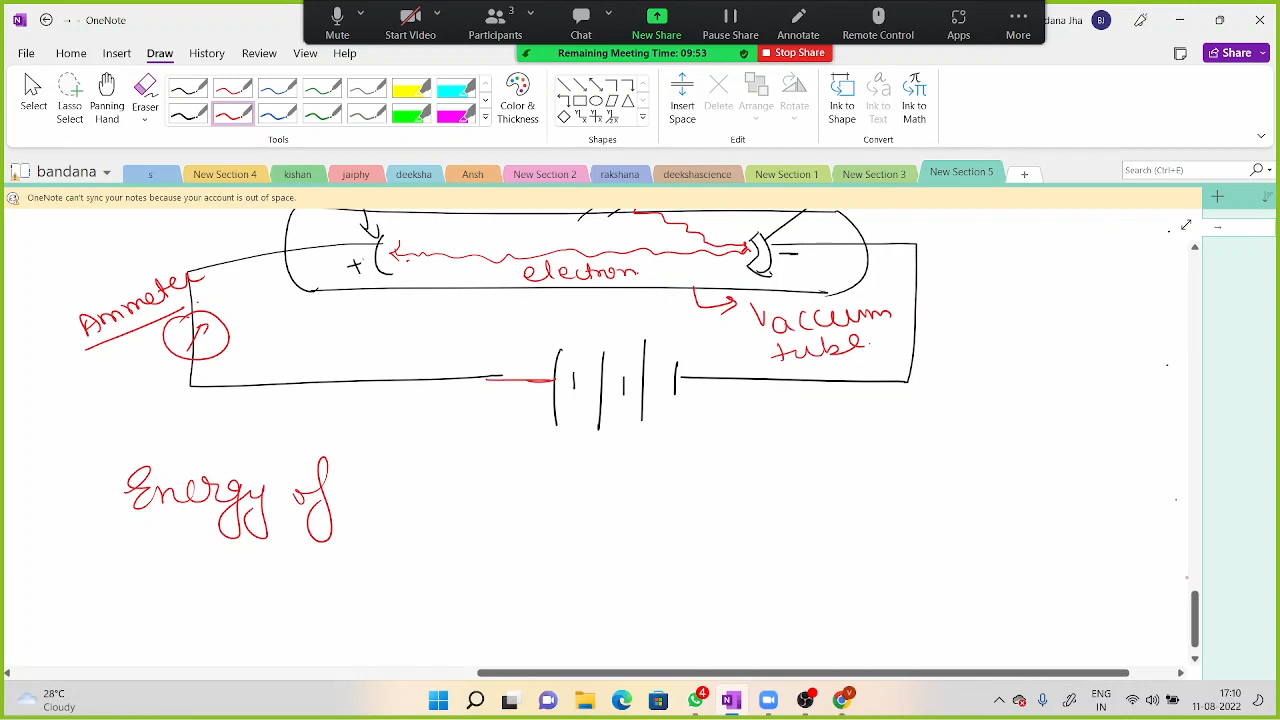 OneNote
Mute
Start Video
3
Participants
Chat
New Share
Pause Share
Annotate
Remote Control
Apps
More
dana Jha
BJ
File
Home
Insert
Draw
History
Review
View
Help
Remaining Meeting Time: 09:53
Stop Share
Share
Select
Lasso Select
Panning Hand
Eraser
Color & Thickness
Insert Space
Delete
Arrange
Rotate
Ink to Shape
Ink to Text
Ink to Math
Tools
Shapes
Edit
Convert
bandana
s
New Section 4
kishan
jaiphy
deeksha
Ansh
New Section 2
rakshana
deekshascience
New Section 1
New Section 3
New Section 5
Search (Ctrl+E)
OneNote can't sync your notes because your account is out of space.
+
-
electron
Ammeter
Vaccum
tube.
Energy of
28°C
Cloudy
4
V
ENG
IN
17:10
11-08-2022